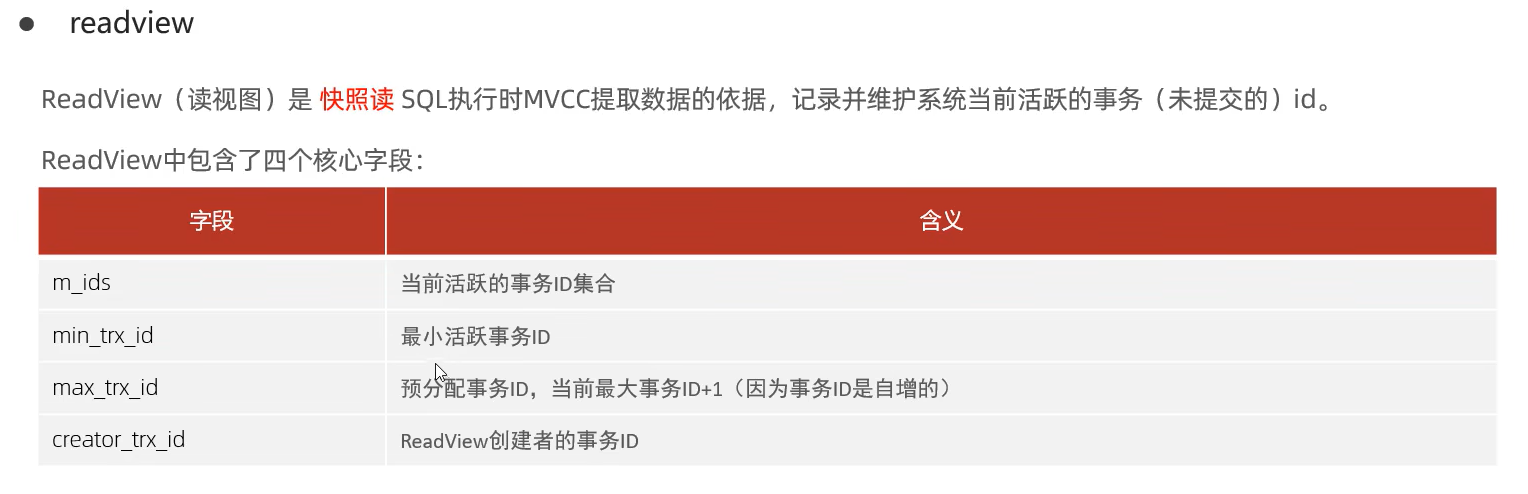 ● readview
ReadView（读视图）是 快照读 SQL执行时MVCC提取数据的依据，记录并维护系统当前活跃的事务（未提交的）id。
ReadView中包含了四个核心字段：
字段 含义
m_ids 当前活跃的事务ID集合
min_trx_id 最小活跃事务ID
max_trx_id 预分配事务ID，当前最大事务ID+1（因为事务ID是自增的）
creator_trx_id ReadView创建者的事务ID